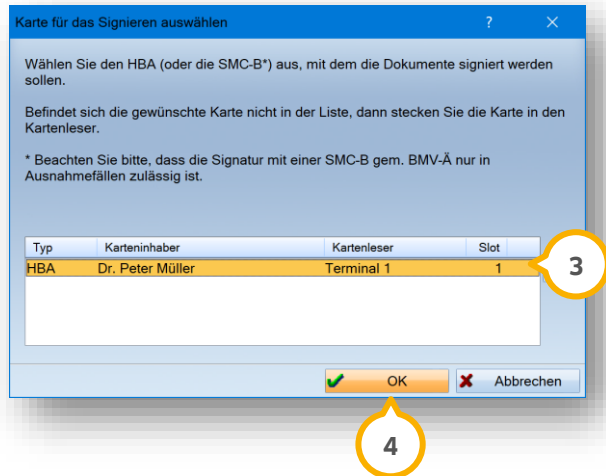 Karte für das Signieren auswählen ? ×
Wählen Sie den HBA (oder die SMC-B*) aus, mit dem die Dokumente signiert werden
sollen.
Befindet sich die gewünschte Karte nicht in der Liste, dann stecken Sie die Karte in den
Kartenleser.
* Beachten Sie bitte, dass die Signatur mit einer SMC-B gem. BMV-Ä nur in
Ausnahmefällen zulässig ist.
Typ Karteninhaber Kartenleser Slot
HBA Dr. Peter Müller Terminal 1 1
3
OK Abbrechen
4